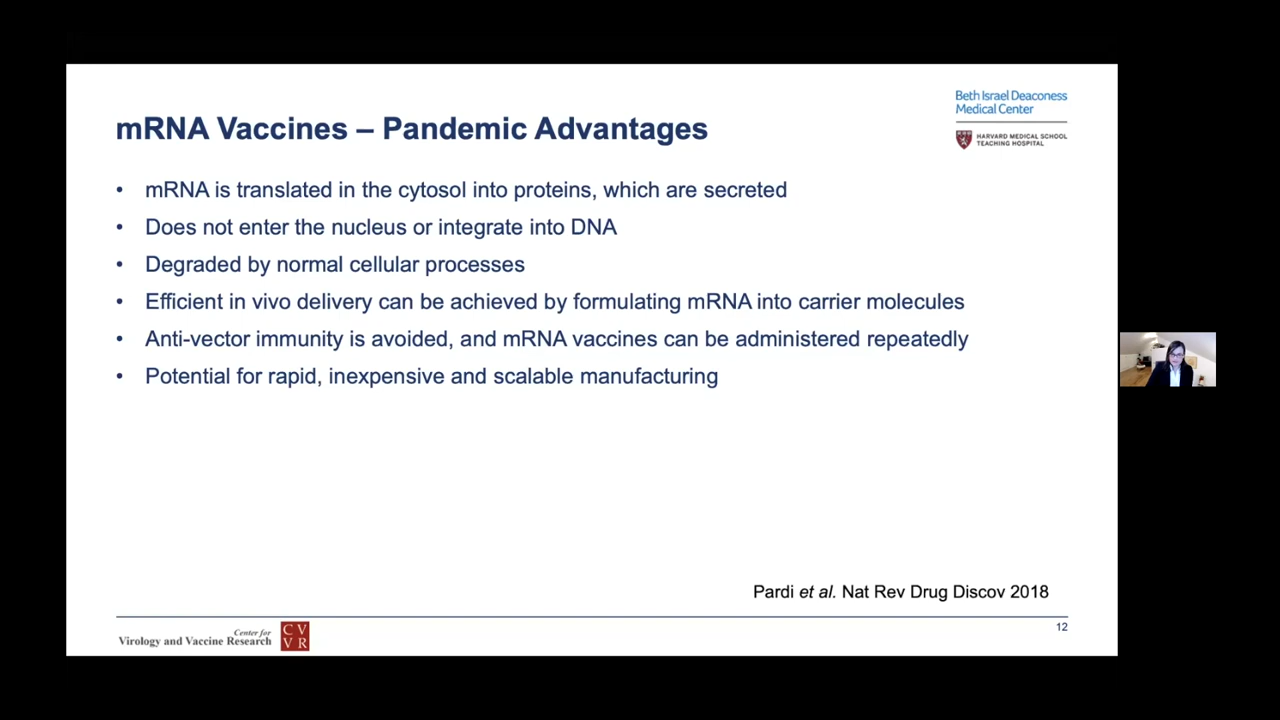 Beth Israel Deaconess
Medical Center
HARVARD MEDICAL SCHOOL
TEACHING HOSPITAL
mRNA Vaccines – Pandemic Advantages
• mRNA is translated in the cytosol into proteins, which are secreted
• Does not enter the nucleus or integrate into DNA
• Degraded by normal cellular processes
• Efficient in vivo delivery can be achieved by formulating mRNA into carrier molecules
• Anti-vector immunity is avoided, and mRNA vaccines can be administered repeatedly
• Potential for rapid, inexpensive and scalable manufacturing
Pardi et al. Nat Rev Drug Discov 2018
Center for
Virology and Vaccine Research
C V
V R
12